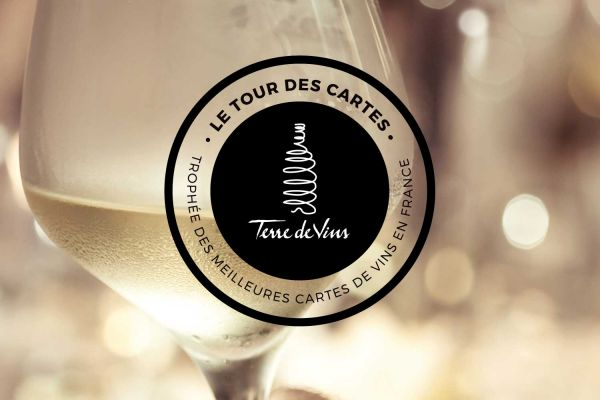 • LE TOUR DES CARTES •
Terre de Vins
TROPHÉE DES MEILLEURES CARTES DE VINS EN FRANCE